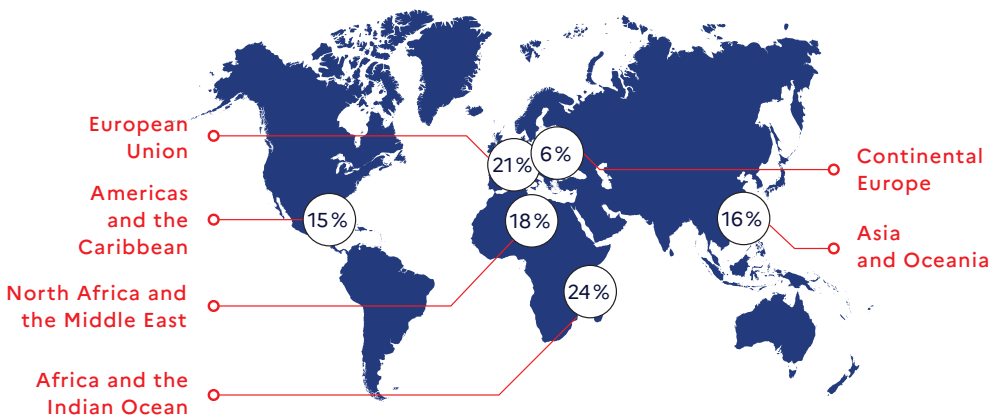 European
Union
21%
6%
Continental
Europe
Americas
and the
Caribbean
15%
18%
16%
Asia
and Oceania
North Africa and
the Middle East
24%
Africa and the
Indian Ocean